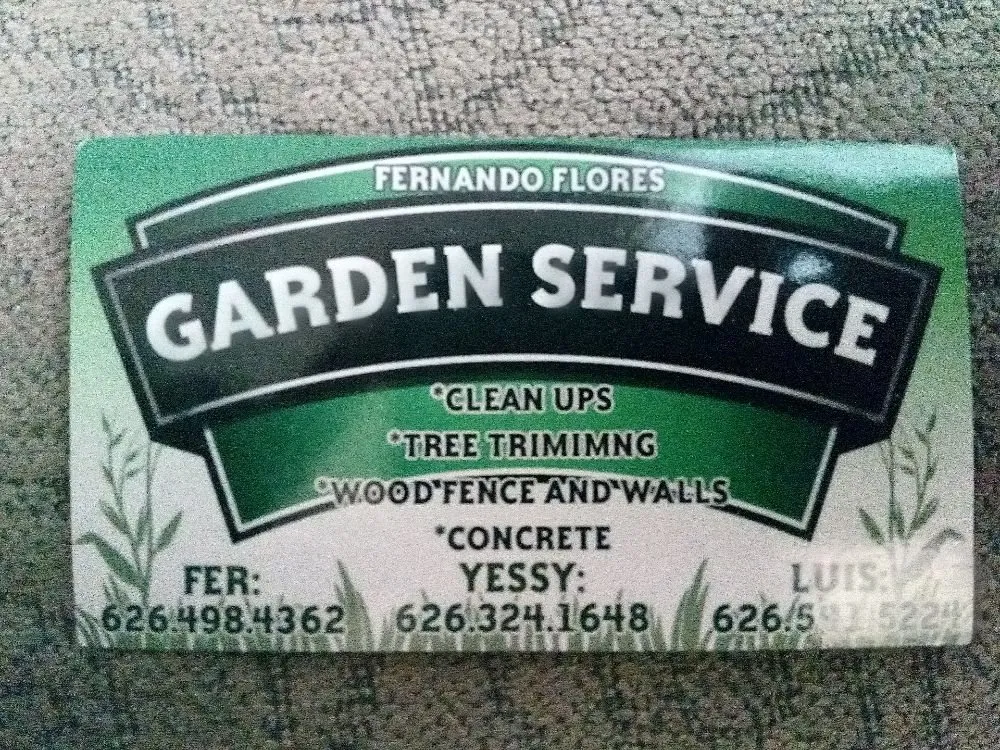 FERNANDO FLORES
GARDEN SERVICE
*CLEAN UPS
*TREE TRIMIMNG
*WOOD FENCE AND WALLS
*CONCRETE
FER: YESSY: LUIS:
626.498.4362 626.324.1648